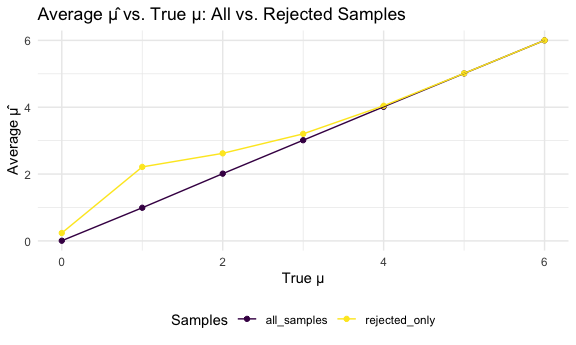 Average μ̂ vs. True μ: All vs. Rejected Samples
Average μ̂
6
4
2
0
0 2 4 6
True μ
Samples all_samples rejected_only